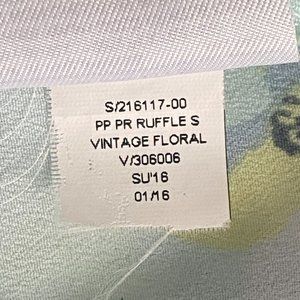 S/216117-00
PP PR RUFFLE S
VINTAGE FLORAL
V/306006
SU'16
01/16